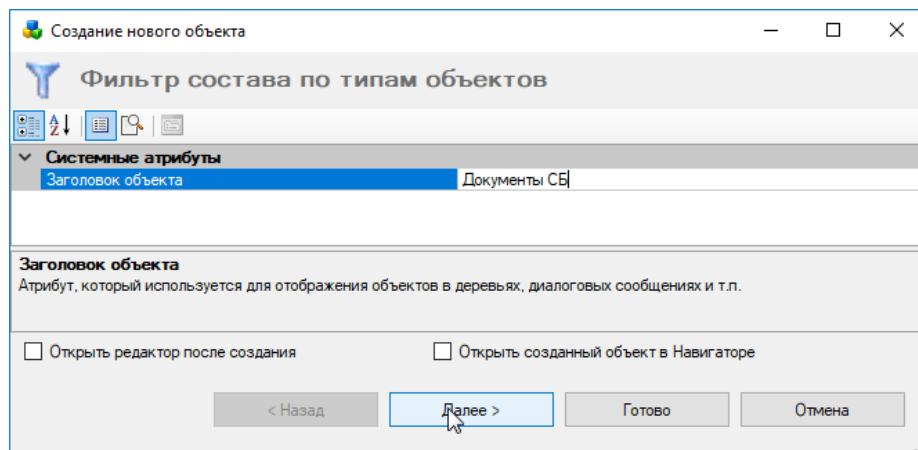 Создание нового объекта
Фильтр состава по типам объектов
Системные атрибуты
Заголовок объекта Документы СБ
Заголовок объекта
Атрибут, который используется для отображения объектов в деревьях, диалоговых сообщениях и т.п.
Открыть редактор после создания Открыть созданный объект в Навигаторе
< Назад Далее > Готово Отмена